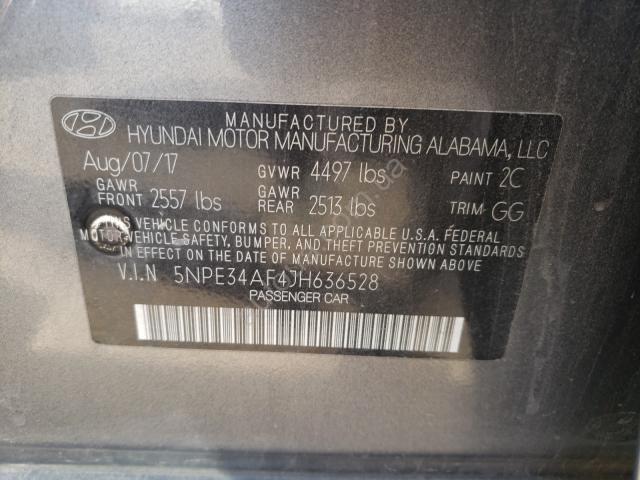 MANUFACTURED BY
HYUNDAI MOTOR MANUFACTURING ALABAMA, LLC
Aug/07/17 GVWR 4497 lbs PAINT 2C
GAWR FRONT 2557 lbs GAWR REAR 2513 lbs TRIM GG
THIS VEHICLE CONFORMS TO ALL APPLICABLE U.S.A. FEDERAL
MOTOR VEHICLE SAFETY, BUMPER, AND THEFT PREVENTION STANDARDS
IN EFFECT ON THE DATE OF MANUFACTURE SHOWN ABOVE.
V.I.N 5NPE34AF4JH636528
PASSENGER CAR